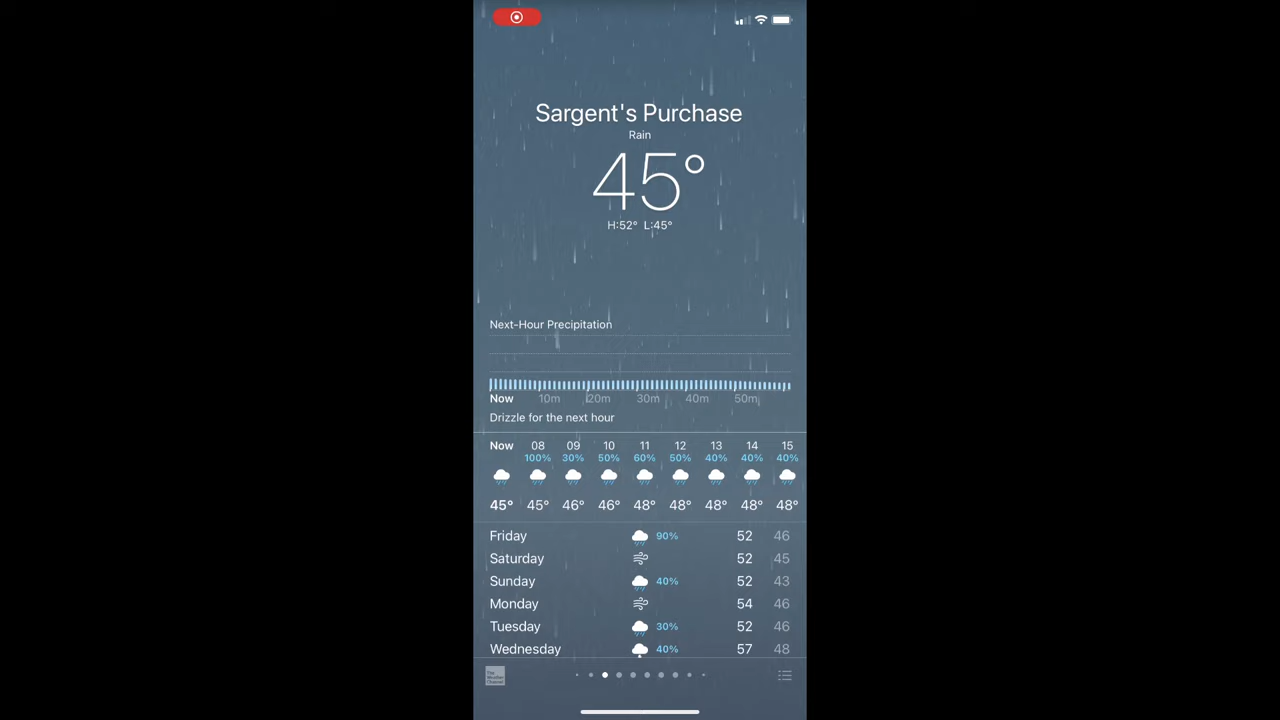 Sargent's Purchase
Rain
45°
H:52° L:45°
Next-Hour Precipitation
Now 10m 20m 30m 40m 50m
Drizzle for the next hour
Now 08 09 10 11 12 13 14 15
100% 30% 50% 60% 50% 40% 40% 40%
45° 45° 46° 46° 48° 48° 48° 48° 48°
Friday 90% 52 46
Saturday 52 45
Sunday 40% 52 43
Monday 54 46
Tuesday 30% 52 46
Wednesday 40% 57 48
The
Weather
Channel